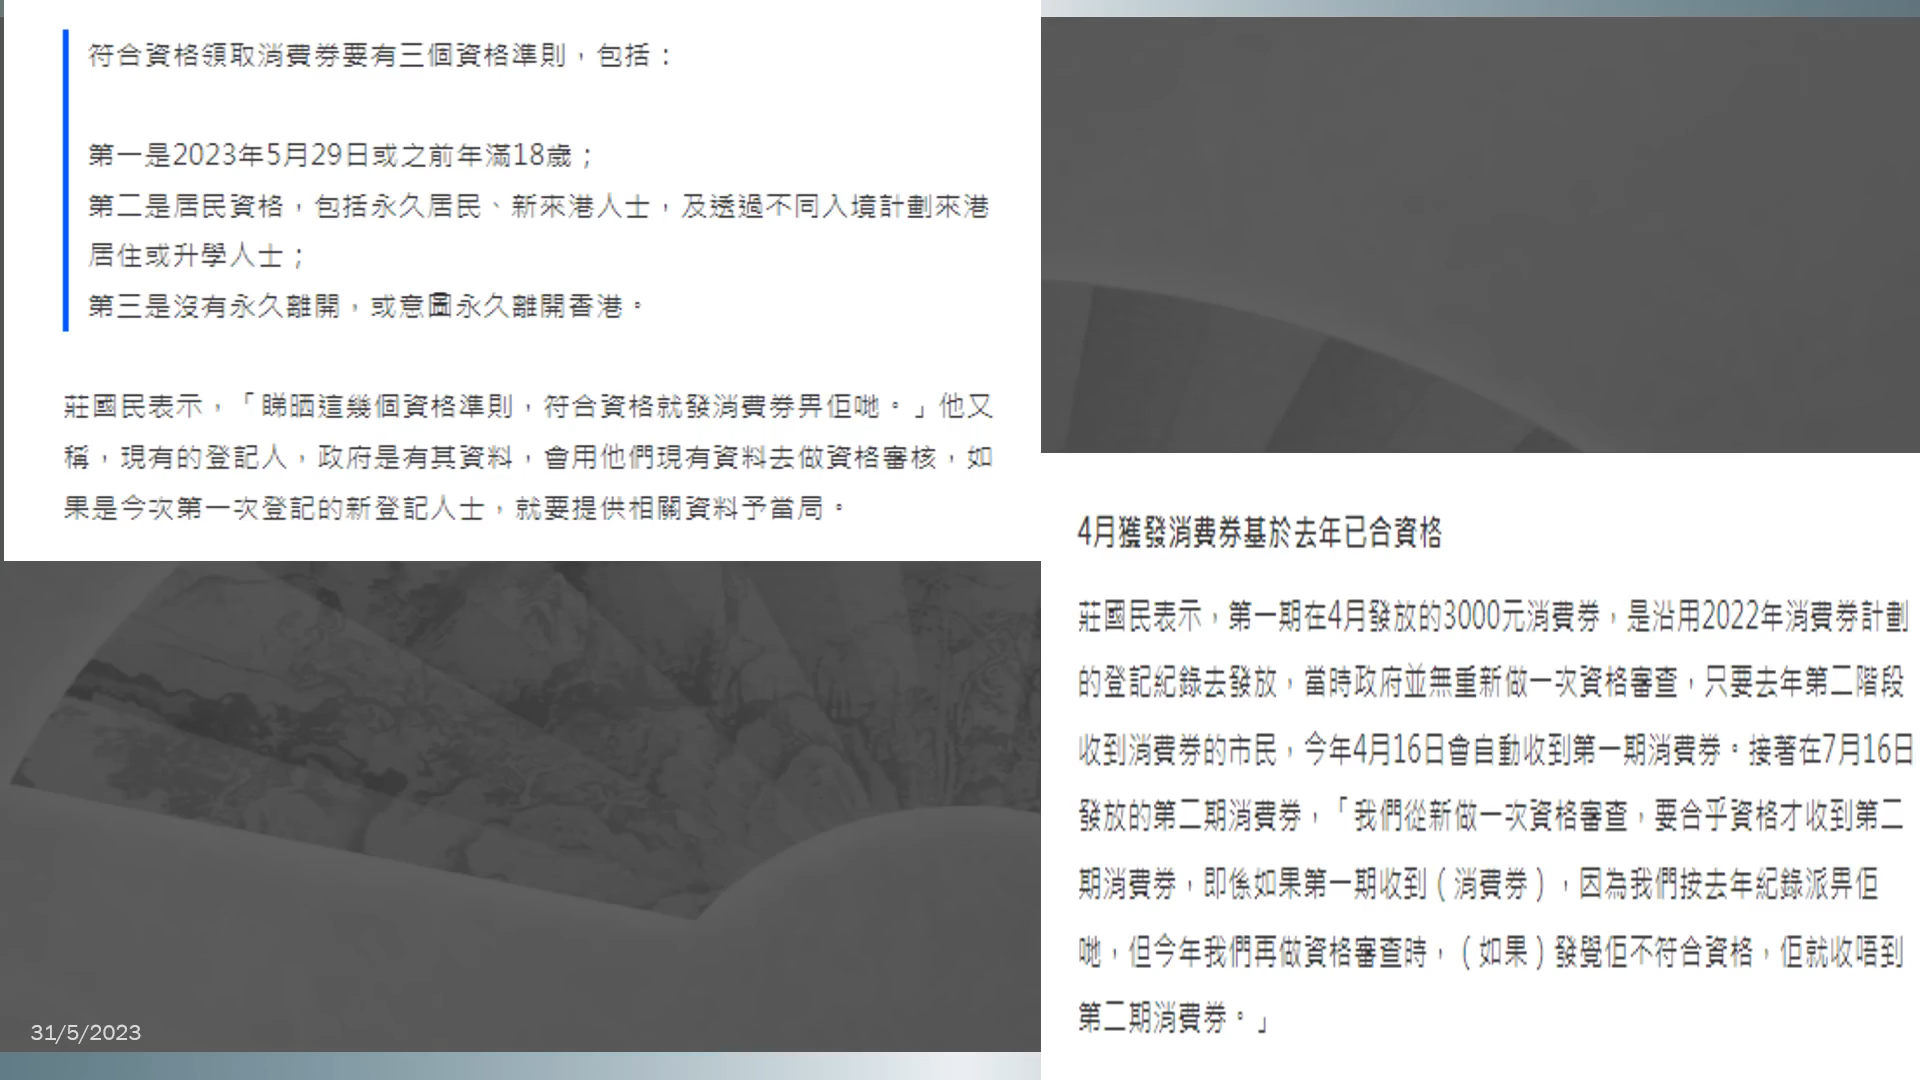 符合資格領取消費券要有三個資格準則，包括：
第一是2023年5月29日或之前年滿18歲；
第二是居民資格，包括永久居民、新來港人士，及透過不同入境計劃來港
居住或升學人士；
第三是沒有永久離開，或意圖永久離開香港。
莊國民表示，「睇晒這幾個資格準則，符合資格就發消費券畀佢哋。」他又
稱，現有的登記人，政府是有其資料，會用他們現有資料去做資格審核，如
果是今次第一次登記的新登記人士，就要提供相關資料予當局。
31/5/2023
4月獲發消費券基於去年已合資格
莊國民表示，第一期在4月發放的3000元消費券，是沿用2022年消費券計劃
的登記紀錄去發放，當時政府並無重新做一次資格審查，只要去年第二階段
收到消費券的市民，今年4月16日會自動收到第一期消費券。接著在7月16日
發放的第二期消費券，「我們從新做一次資格審查，要合乎資格才收到第二
期消費券，即係如果第一期收到（消費券），因為我們按去年紀錄派畀佢
哋，但今年我們再做資格審查時，（如果）發覺佢不符合資格，佢就收唔到
第二期消費券。」